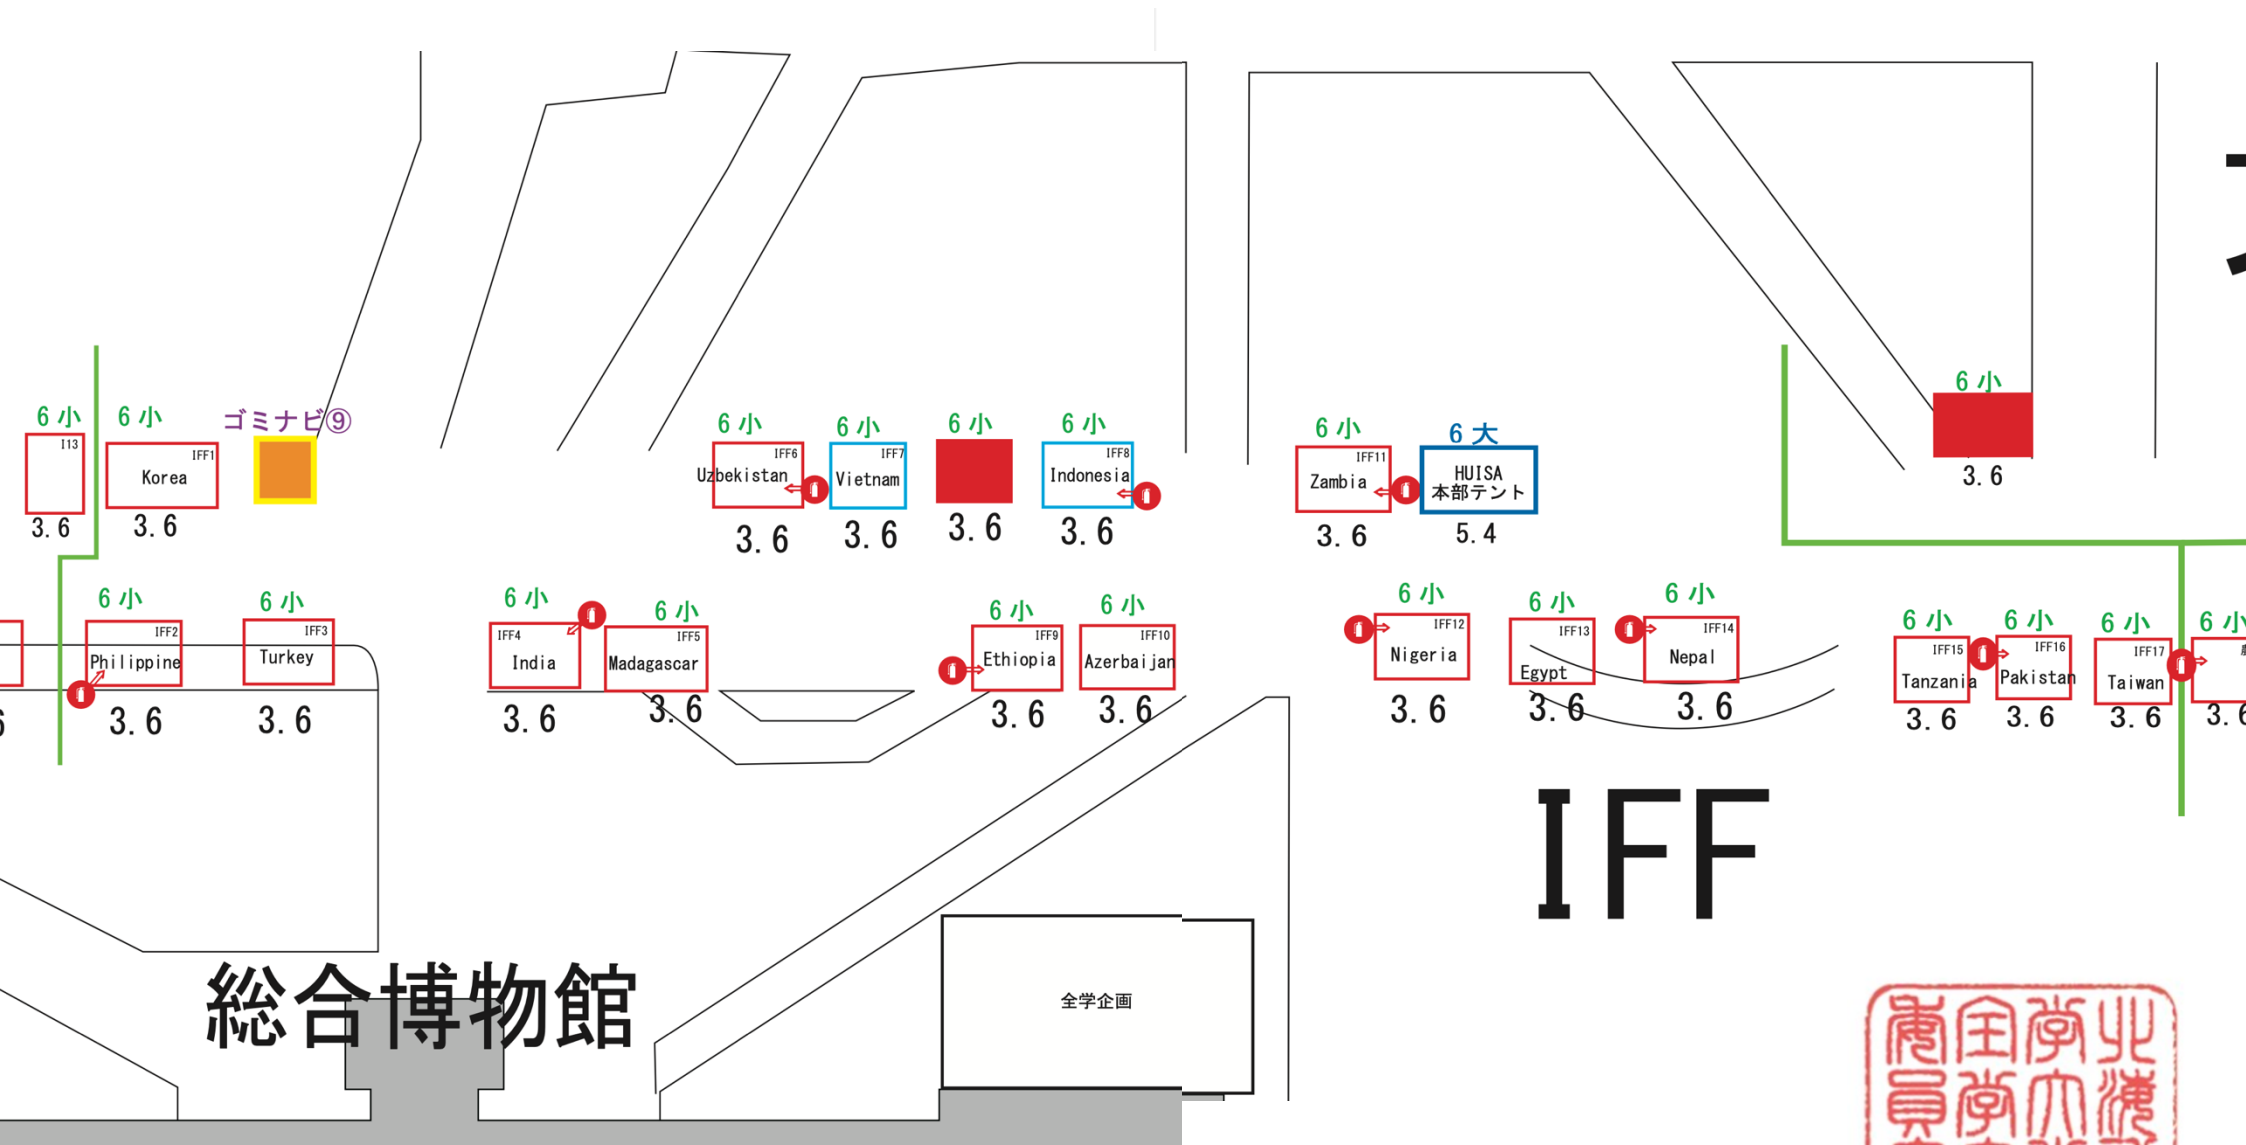 6小
I13
3.6
6小
IFF1
Korea
3.6
ゴミナビ⑨
6小
IFF6
Uzbekistan
3.6
6小
IFF7
Vietnam
3.6
6小
3.6
6小
IFF8
Indonesia
3.6
6小
IFF11
Zambia
3.6
6大
HUISA
本部テント
5.4
6小
3.6
6小
IFF2
Philippine
3.6
6小
IFF3
Turkey
3.6
6小
IFF4
India
3.6
6小
IFF5
Madagascar
3.6
6小
IFF9
Ethiopia
3.6
6小
IFF10
Azerbaijan
3.6
6小
IFF12
Nigeria
3.6
6小
IFF13
Egypt
3.6
6小
IFF14
Nepal
3.6
6小
IFF15
Tanzania
3.6
6小
IFF16
Pakistan
3.6
6小
IFF17
Taiwan
3.6
6小
3.6
IFF
総合博物館
全学企画